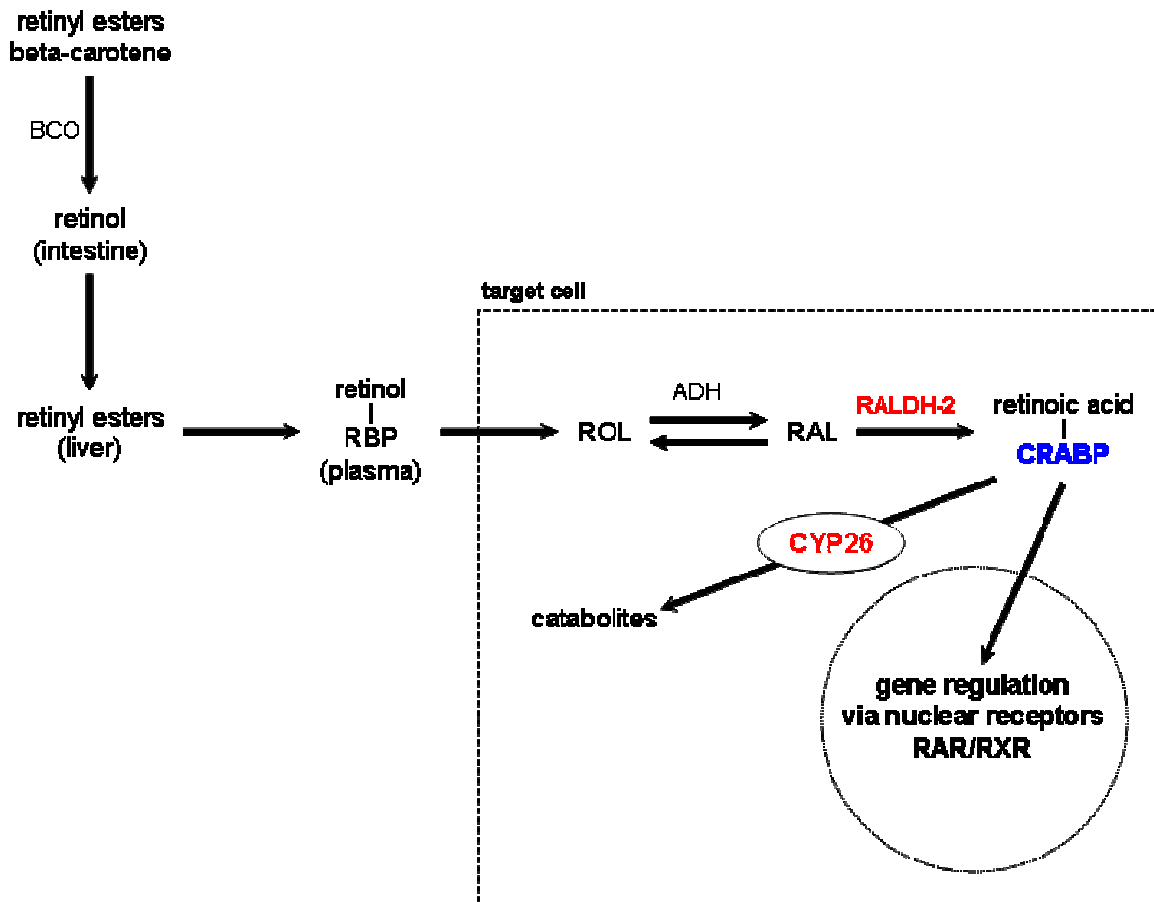 retinyl esters
beta-carotene
BCO
retinol
(intestine)
retinyl esters
(liver)
retinol
RBP
(plasma)
target cell
ROL
ADH
RAL
RALDH-2
retinoic acid
CRABP
CYP26
catabolites
gene regulation
via nuclear receptors
RAR/RXR